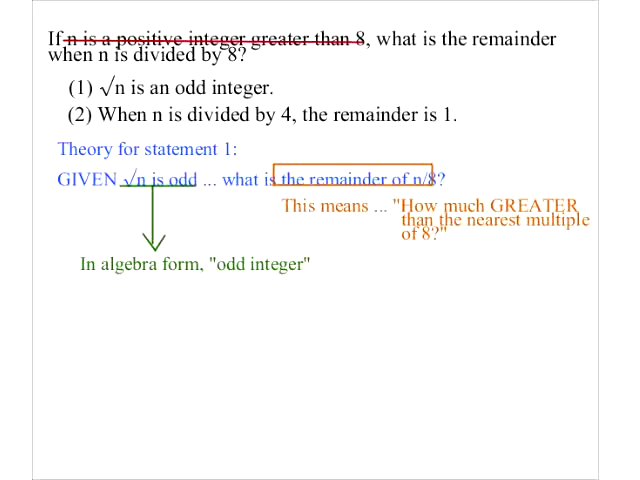 If n is a positive integer greater than 8, what is the remainder
when n is divided by 8?
(1) √n is an odd integer.
(2) When n is divided by 4, the remainder is 1.
Theory for statement 1:
GIVEN √n is odd ... what is the remainder of n/8?
This means ... "How much GREATER
than the nearest multiple
of 8?"
In algebra form, "odd integer"